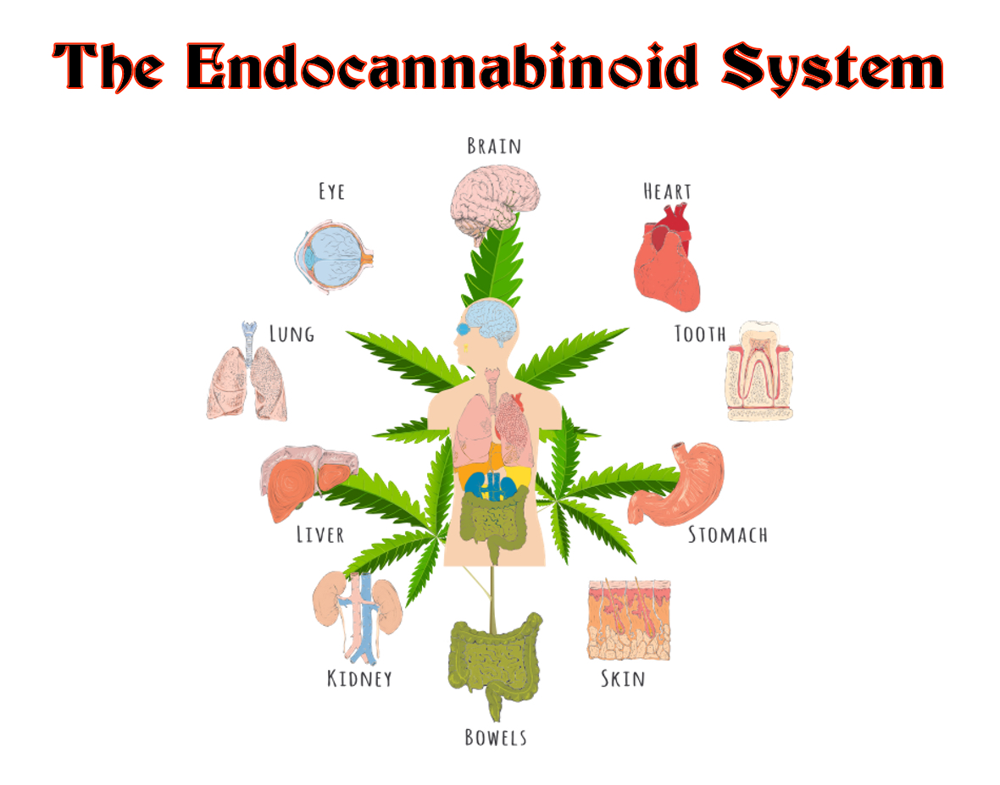 The Endocannabinoid System
Brain
Eye
Heart
Lung
Tooth
Liver
Stomach
Kidney
Skin
Bowels